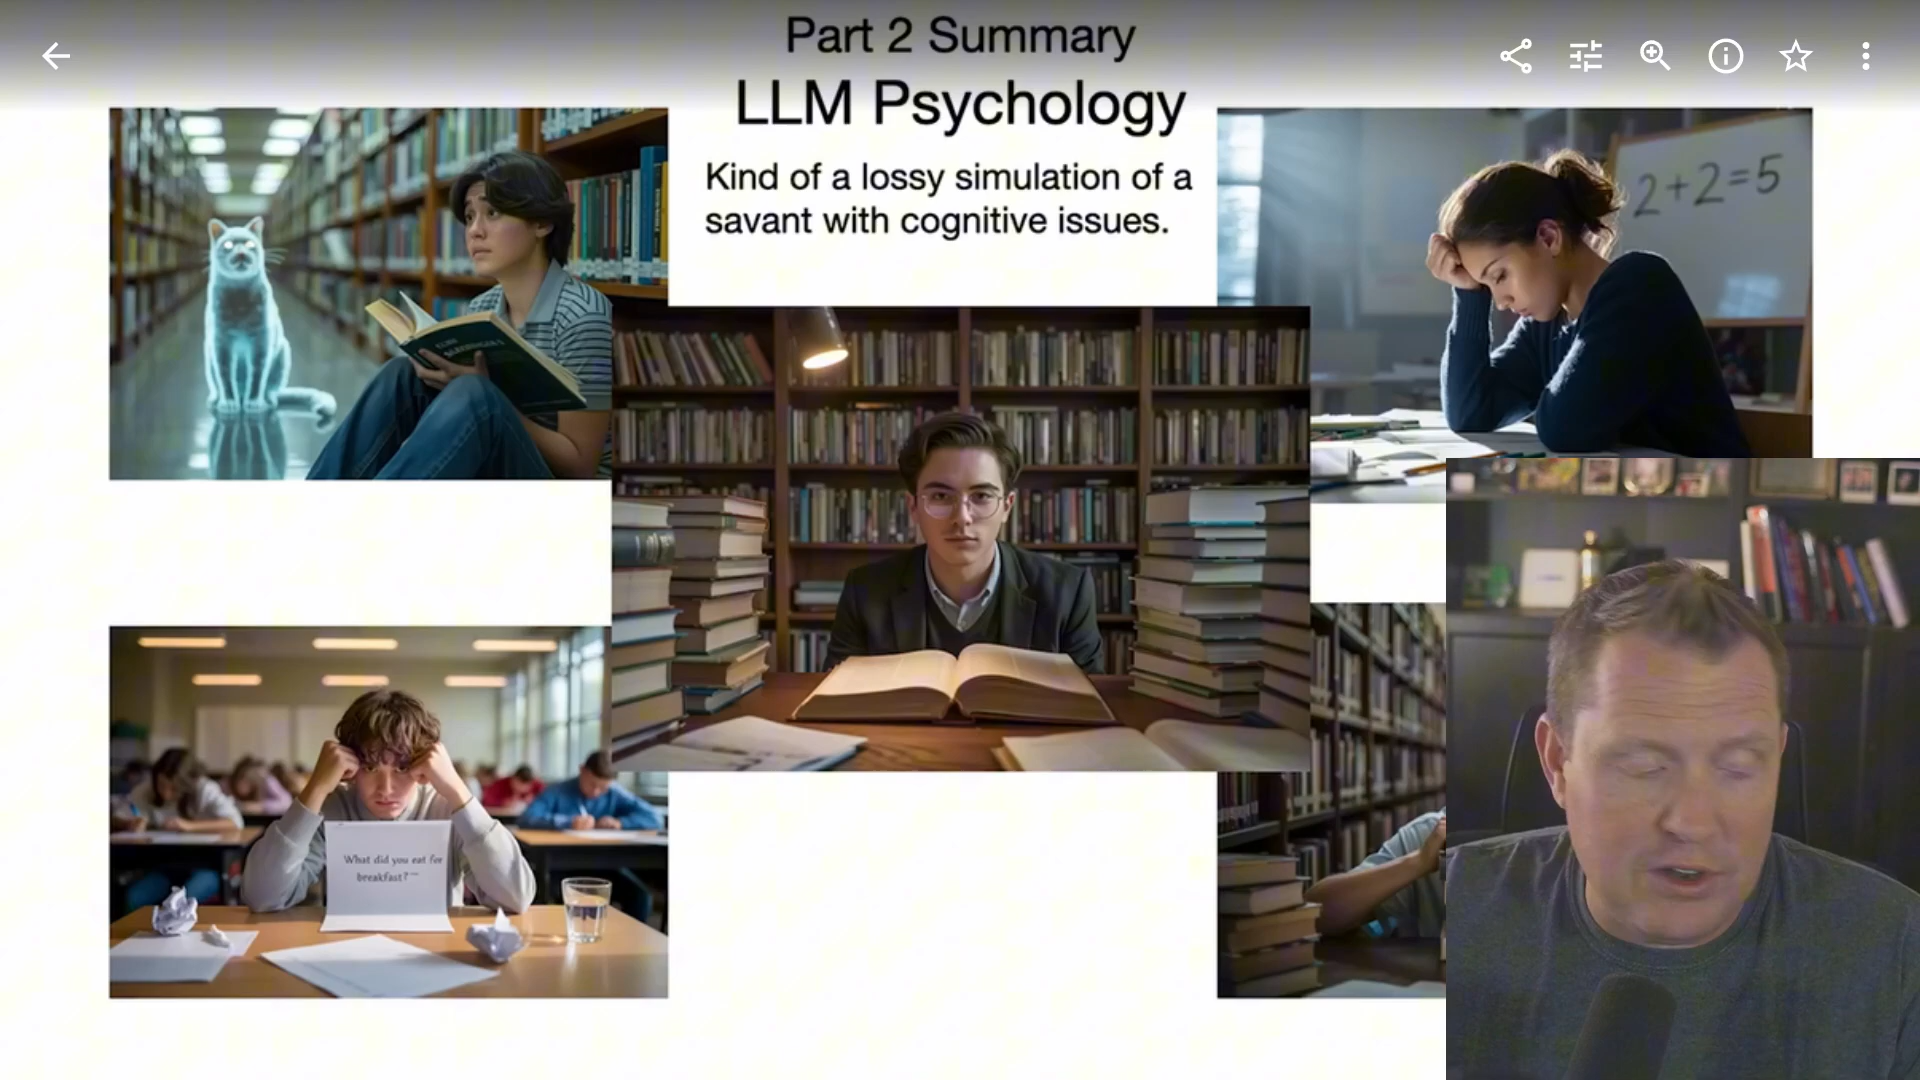 Part 2 Summary
LLM Psychology
Kind of a lossy simulation of a
savant with cognitive issues.
2+2=5
What did you eat for
breakfast?